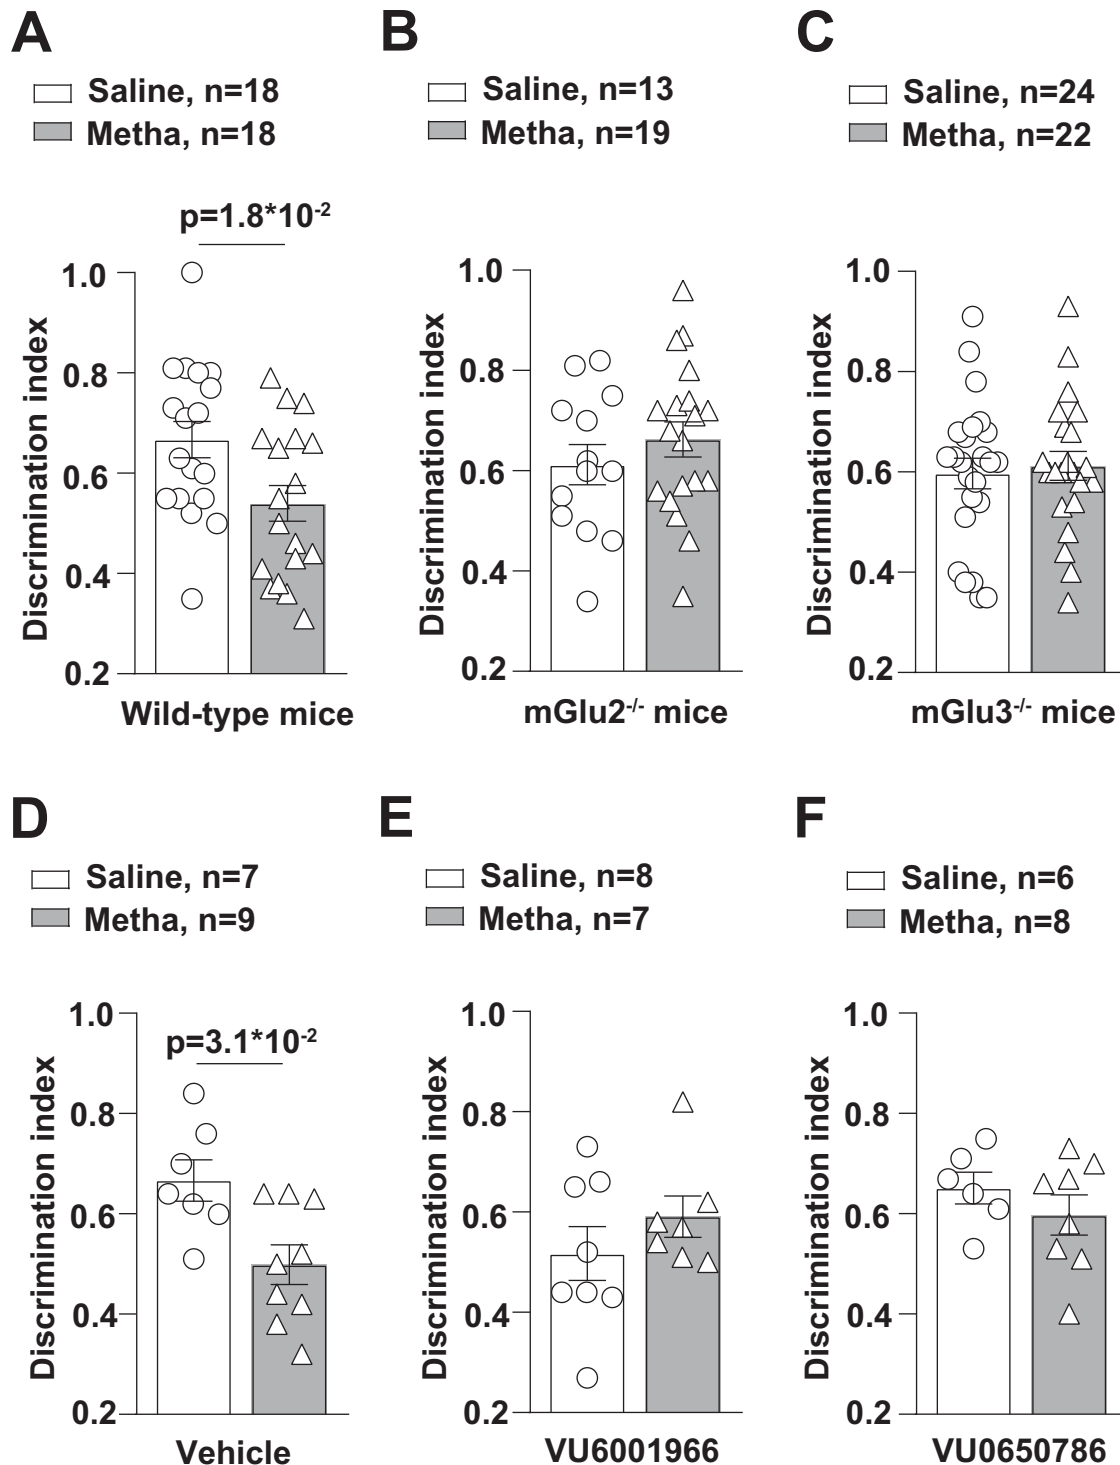 A
Saline, n=18
Metha, n=18
p=1.8*10-2
1.0
0.8
0.6
0.4
0.2
Discrimination index
Wild-type mice
B
Saline, n=13
Metha, n=19
1.0
0.8
0.6
0.4
0.2
Discrimination index
mGlu2-/- mice
C
Saline, n=24
Metha, n=22
1.0
0.8
0.6
0.4
0.2
Discrimination index
mGlu3-/- mice
D
Saline, n=7
Metha, n=9
p=3.1*10-2
1.0
0.8
0.6
0.4
0.2
Discrimination index
Vehicle
E
Saline, n=8
Metha, n=7
1.0
0.8
0.6
0.4
0.2
Discrimination index
VU6001966
F
Saline, n=6
Metha, n=8
1.0
0.8
0.6
0.4
0.2
Discrimination index
VU0650786